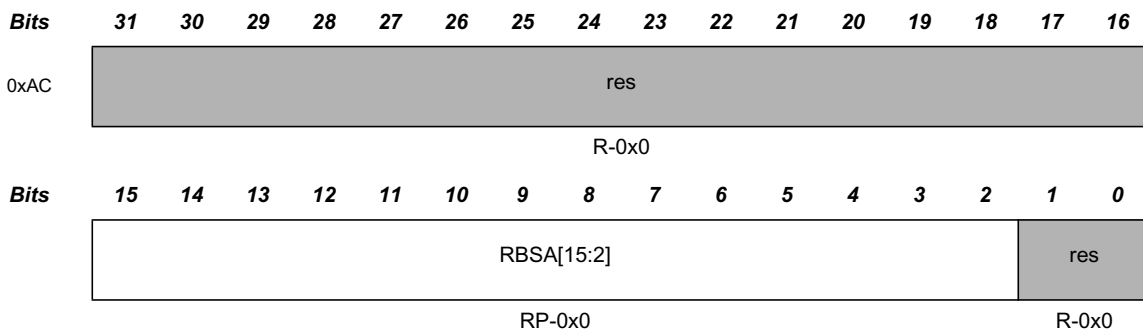 Bits 31 30 29 28 27 26 25 24 23 22 21 20 19 18 17 16
0xAC res
R-0x0
Bits 15 14 13 12 11 10 9 8 7 6 5 4 3 2 1 0
RBSA[15:2] res
RP-0x0 R-0x0